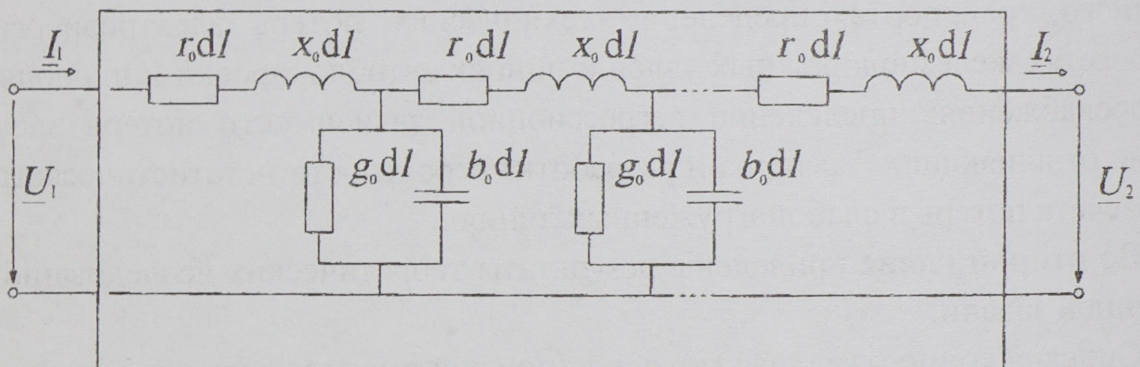 I₁ r₀dl x₀dl r₀dl x₀dl r₀dl x₀dl I₂
g₀dl b₀dl g₀dl b₀dl
U₁ U₂